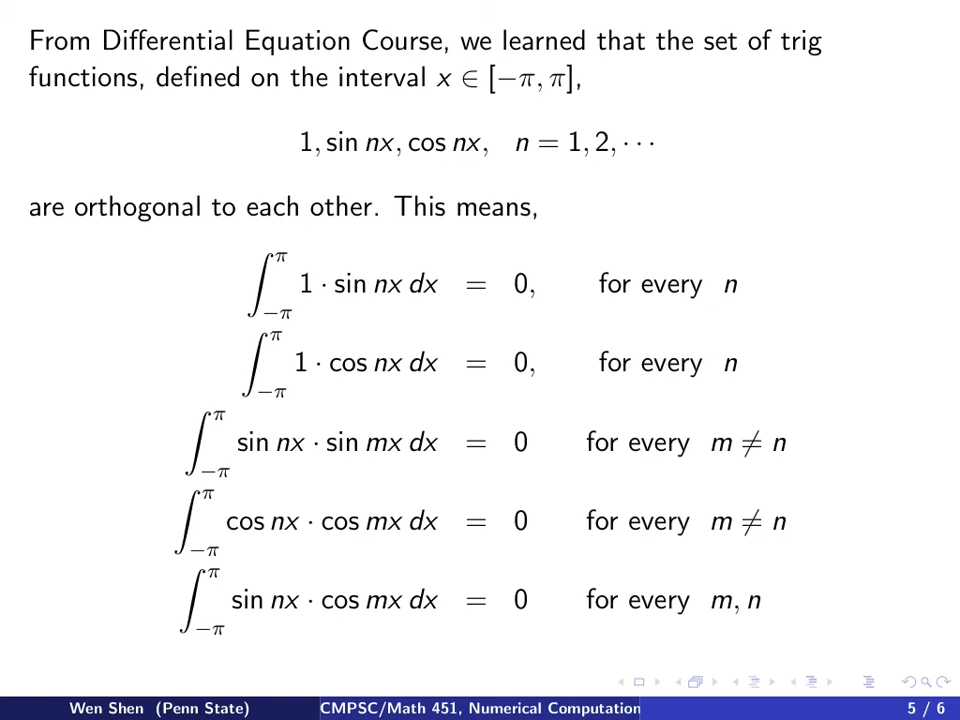 From Differential Equation Course, we learned that the set of trig
functions, defined on the interval x ∈ [−π, π],
1, sin nx, cos nx, n = 1, 2, ⋯
are orthogonal to each other. This means,
∫_{−π}^{π} 1 · sin nx dx = 0, for every n
∫_{−π}^{π} 1 · cos nx dx = 0, for every n
∫_{−π}^{π} sin nx · sin mx dx = 0 for every m ≠ n
∫_{−π}^{π} cos nx · cos mx dx = 0 for every m ≠ n
∫_{−π}^{π} sin nx · cos mx dx = 0 for every m, n
Wen Shen (Penn State) CMPSC/Math 451, Numerical Computation 5 / 6